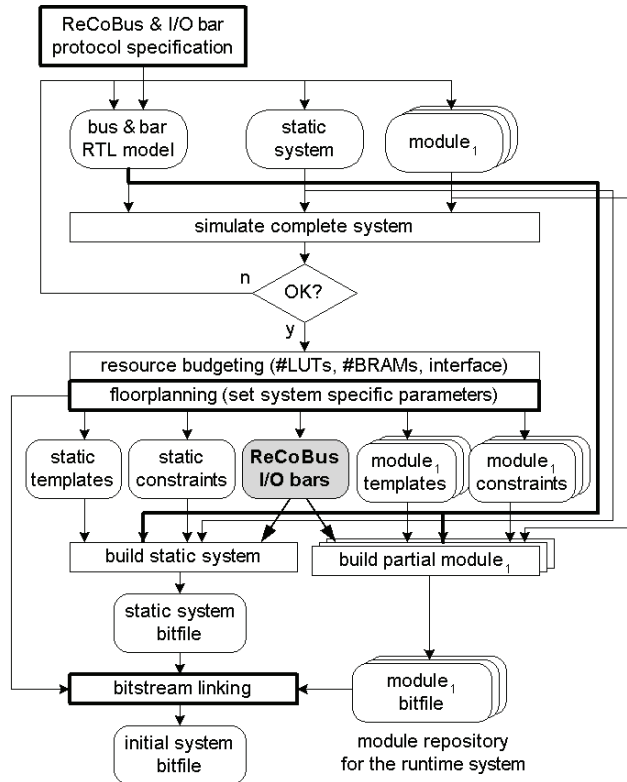 ReCoBus & I/O bar
protocol specification
bus & bar
RTL model
static
system
module₁
simulate complete system
n
OK?
y
resource budgeting (#LUTs, #BRAMs, interface)
floorplanning (set system specific parameters)
static
templates
static
constraints
ReCoBus
I/O bars
module₁
templates
module₁
constraints
build static system
build partial module₁
static system
bitfile
bitstream linking
module₁
bitfile
initial system
bitfile
module repository
for the runtime system